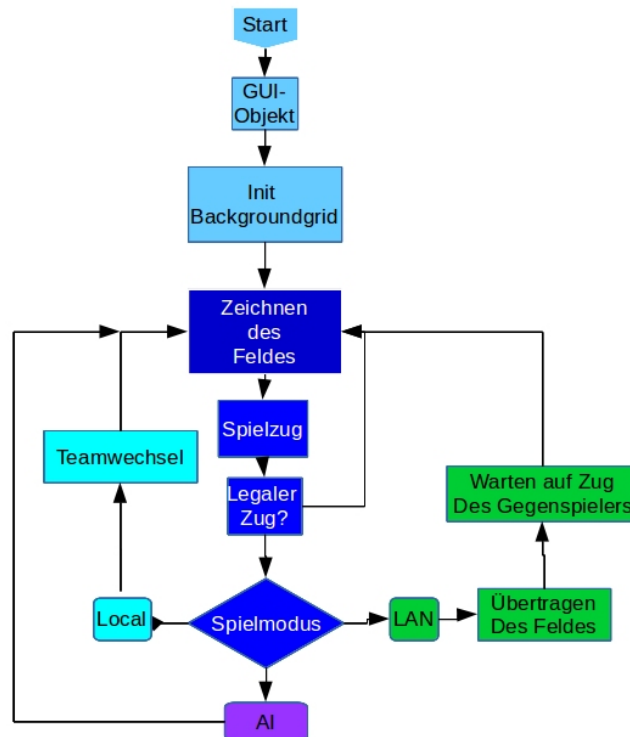 Start
GUI-
Objekt
Init
Backgroundgrid
Zeichnen
des
Feldes
Spielzug
Teamwechsel
Legaler
Zug?
Warten auf Zug
Des Gegenspielers
Local
Spielmodus
LAN
Übertragen
Des Feldes
AI